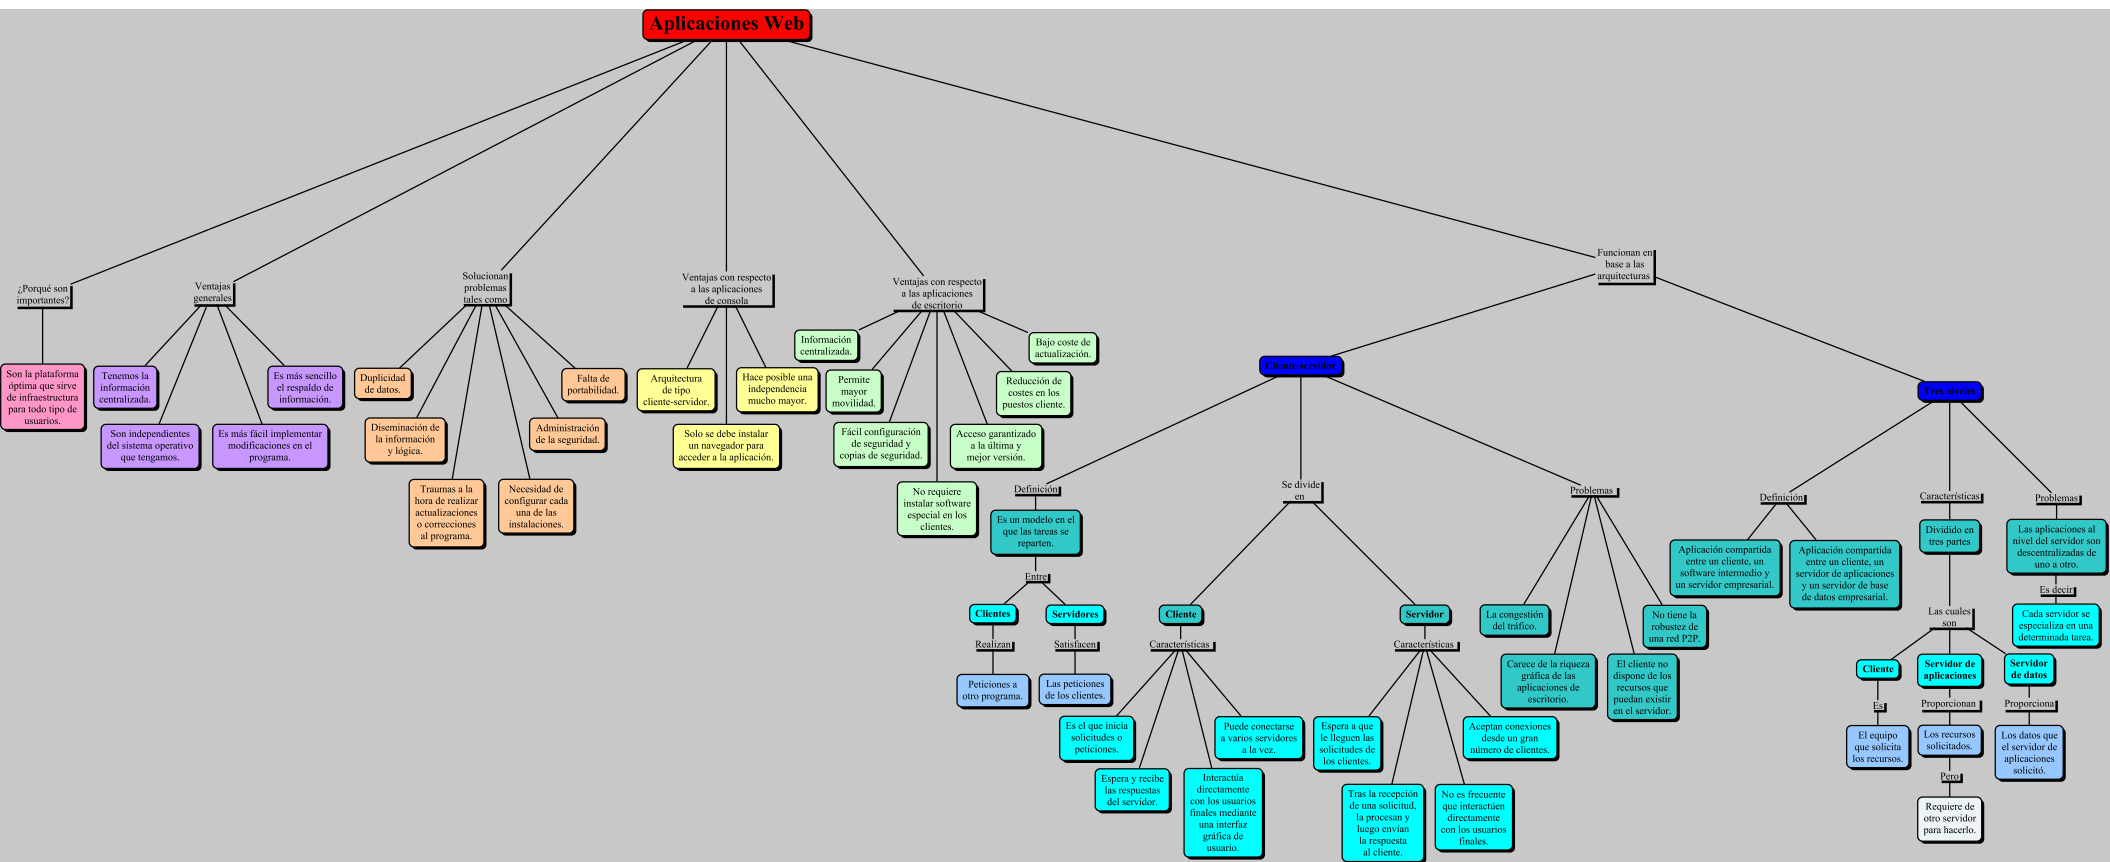 Aplicaciones Web
¿Porqué son
importantes?
Son la plataforma
óptima que sirve
de infraestructura
para todo tipo de
usuarios.
Ventajas
generales
Tenemos la
información
centralizada.
Son independientes
del sistema operativo
que tengamos.
Es más fácil implementar
modificaciones en el
programa.
Es más sencillo
el respaldo de
información.
Solucionan
problemas
tales como
Duplicidad
de datos.
Diseminación de
la información
y lógica.
Traumas a la
hora de realizar
actualizaciones
o correcciones
al programa.
Necesidad de
configurar cada
una de las
instalaciones.
Administración
de la seguridad.
Falta de
portabilidad.
Ventajas con respecto
a las aplicaciones
de consola
Arquitectura
de tipo
cliente-servidor.
Solo se debe instalar
un navegador para
acceder a la aplicación.
Hace posible una
independencia
mucho mayor.
Ventajas con respecto
a las aplicaciones
de escritorio
Información
centralizada.
Permite
mayor
movilidad.
Fácil configuración
de seguridad y
copias de seguridad.
No requiere
instalar software
especial en los
clientes.
Acceso garantizado
a la última y
mejor versión.
Reducción de
costes en los
puestos cliente.
Bajo coste de
actualización.
Funcionan en
base a las
arquitecturas
Cliente-servidor
Definición
Es un modelo en el
que las tareas se
reparten.
Entre
Clientes
Realizan
Peticiones a
otro programa.
Servidores
Satisfacen
Las peticiones
de los clientes.
Se divide
en
Cliente
Características
Es el que inicia
solicitudes o
peticiones.
Espera y recibe
las respuestas
del servidor.
Interactúa
directamente
con los usuarios
finales mediante
una interfaz
gráfica de
usuario.
Puede conectarse
a varios servidores
a la vez.
Servidor
Características
Espera a que
le lleguen las
solicitudes de
los clientes.
Tras la recepción
de una solicitud,
la procesan y
luego envían
la respuesta
al cliente.
No es frecuente
que interactúen
directamente
con los usuarios
finales.
Aceptan conexiones
desde un gran
número de clientes.
Problemas
La congestión
del tráfico.
Carece de la riqueza
gráfica de las
aplicaciones de
escritorio.
El cliente no
dispone de los
recursos que
puedan existir
en el servidor.
No tiene la
robustez de
una red P2P.
Tres niveles
Definición
Aplicación compartida
entre un cliente, un
software intermedio y
un servidor empresarial.
Aplicación compartida
entre un cliente, un
servidor de aplicaciones
y un servidor de base
de datos empresarial.
Características
Dividido en
tres partes
Las cuales
son
Cliente
Es
El equipo
que solicita
los recursos.
Servidor de
aplicaciones
Proporcionan
Los recursos
solicitados.
Pero
Requiere de
otro servidor
para hacerlo.
Servidor
de datos
Proporciona
Los datos que
el servidor de
aplicaciones
solicitó.
Problemas
Las aplicaciones al
nivel del servidor son
descentralizadas de
uno a otro.
Es decir
Cada servidor se
especializa en una
determinada tarea.